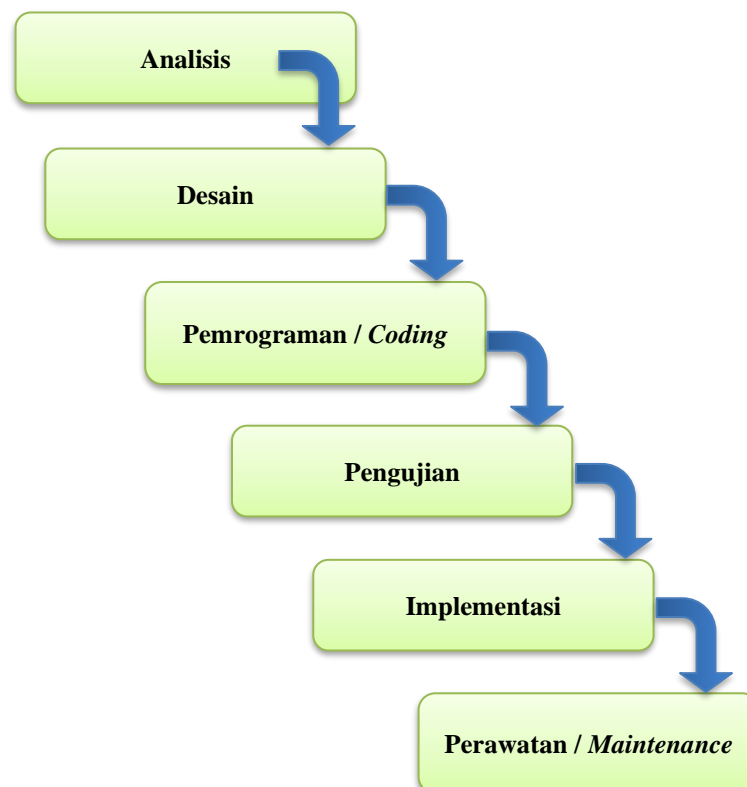 Analisis
Desain
Pemrograman / Coding
Pengujian
Implementasi
Perawatan / Maintenance